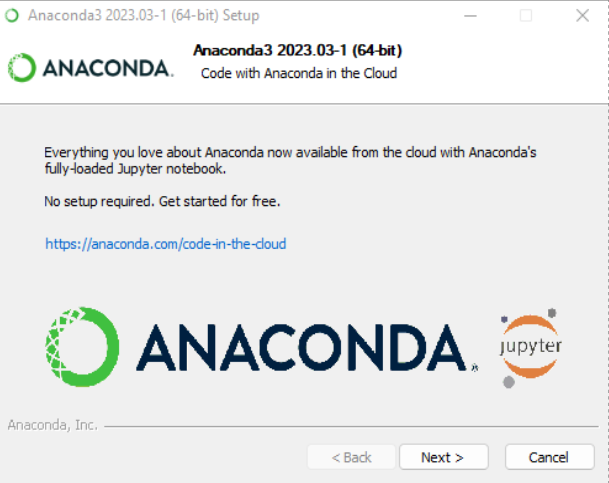 Anaconda3 2023.03-1 (64-bit) Setup
ANACONDA.
Anaconda3 2023.03-1 (64-bit)
Code with Anaconda in the Cloud
Everything you love about Anaconda now available from the cloud with Anaconda's
fully-loaded Jupyter notebook.
No setup required. Get started for free.
https://anaconda.com/code-in-the-cloud
ANACONDA.®
jupyter
Anaconda, Inc.
< Back
Next >
Cancel